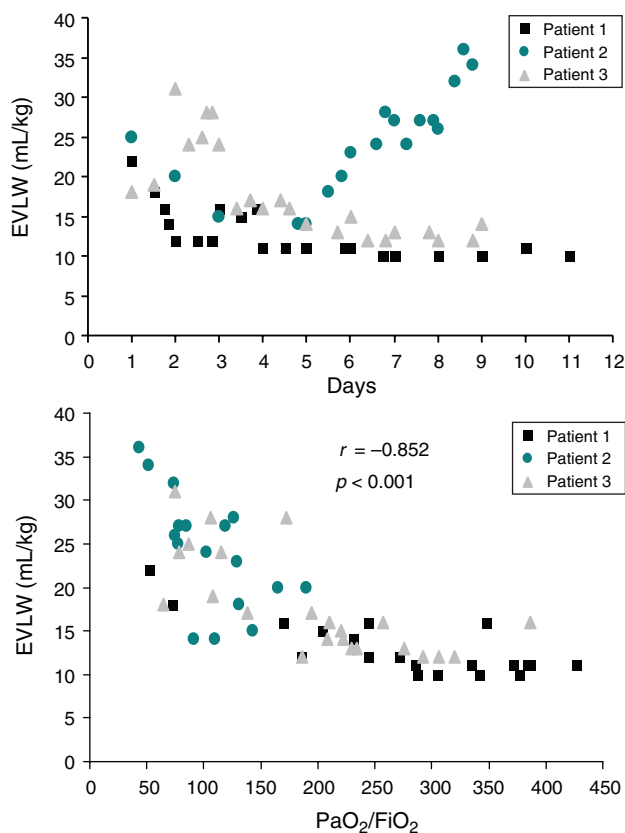 40
35
30
25
20
15
10
5
0
EVLW (mL/kg)
Patient 1
Patient 2
Patient 3
0 1 2 3 4 5 6 7 8 9 10 11 12
Days
40
35
30
25
20
15
10
5
0
EVLW (mL/kg)
r = –0.852
p < 0.001
Patient 1
Patient 2
Patient 3
0 50 100 150 200 250 300 350 400 450
PaO₂/FiO₂